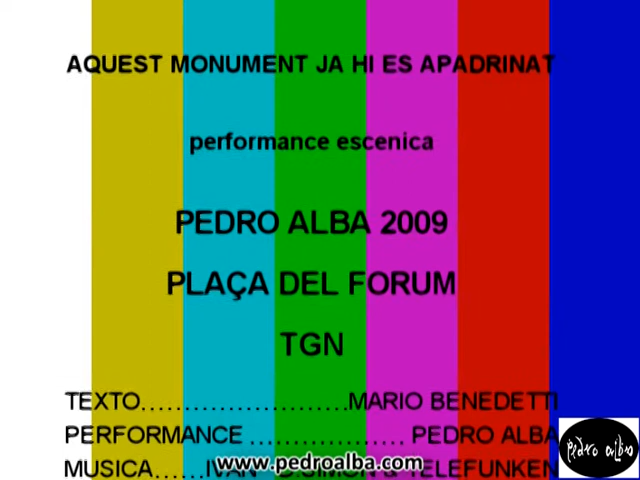 AQUEST MONUMENT JA HI ES APADRINAT
performance escenica
PEDRO ALBA 2009
PLAÇA DEL FORUM
TGN
TEXTO........................MARIO BENEDETTI
PERFORMANCE .................. PEDRO ALBA
MUSICA......IVAN D.SIMON & TELEFUNKEN
www.pedroalba.com
pedro alba